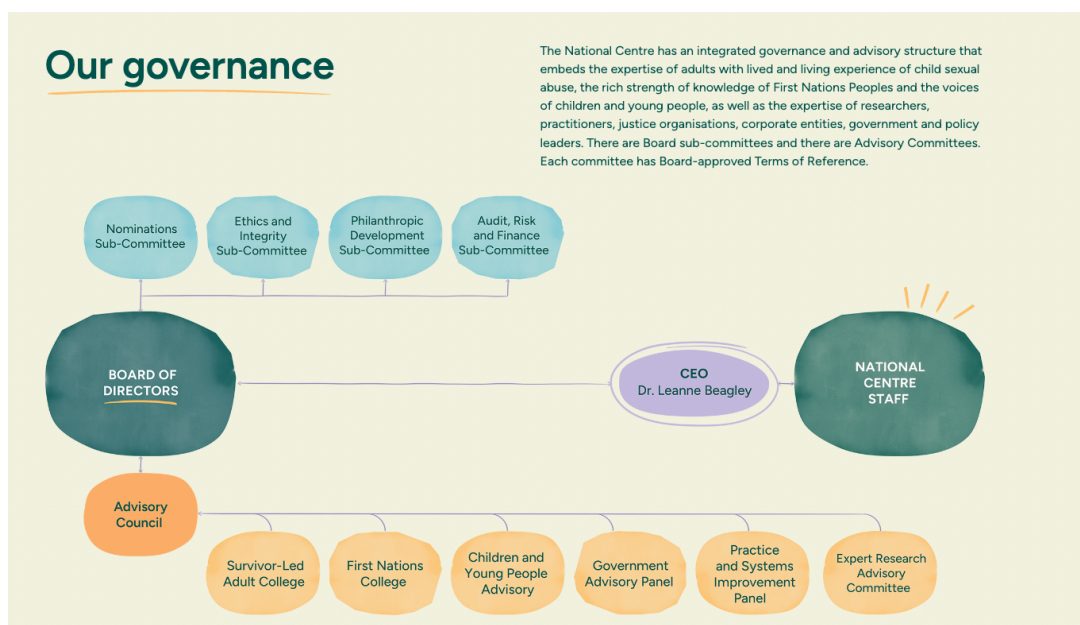 Our governance
The National Centre has an integrated governance and advisory structure that
embeds the expertise of adults with lived and living experience of child sexual
abuse, the rich strength of knowledge of First Nations Peoples and the voices
of children and young people, as well as the expertise of researchers,
practitioners, justice organisations, corporate entities, government and policy
leaders. There are Board sub-committees and there are Advisory Committees.
Each committee has Board-approved Terms of Reference.
Nominations
Sub-Committee
Ethics and
Integrity
Sub-Committee
Philanthropic
Development
Sub-Committee
Audit, Risk
and Finance
Sub-Committee
BOARD OF
DIRECTORS
CEO
Dr. Leanne Beagley
NATIONAL
CENTRE
STAFF
Advisory
Council
Survivor-Led
Adult College
First Nations
College
Children and
Young People
Advisory
Government
Advisory Panel
Practice
and Systems
Improvement
Panel
Expert Research
Advisory
Committee